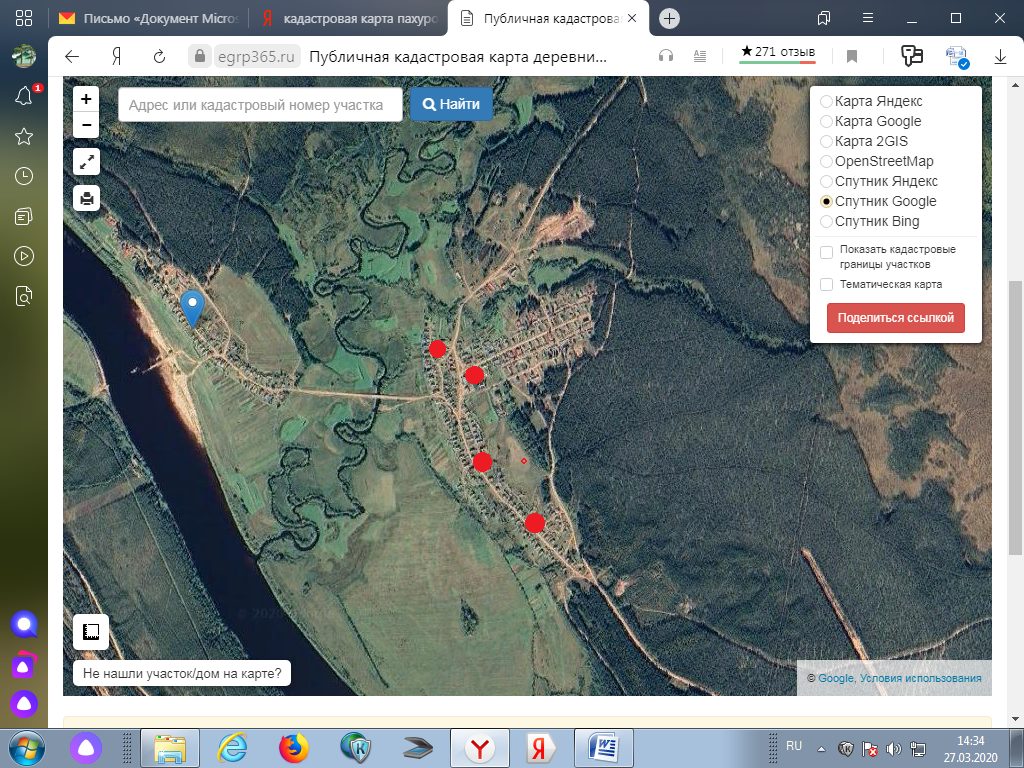 Письмо «Документ Micros
кадастровая карта пахуро
Публичная кадастрова
egrp365.ru
Публичная кадастровая карта деревни...
★ 271 отзыв
1
+
−
Адрес или кадастровый номер участка
Найти
Карта Яндекс
Карта Google
Карта 2GIS
OpenStreetMap
Спутник Яндекс
Спутник Google
Спутник Bing
Показать кадастровые
границы участков
Тематическая карта
Поделиться ссылкой
Не нашли участок/дом на карте?
© Google, Условия использования
RU
14:34
27.03.2020